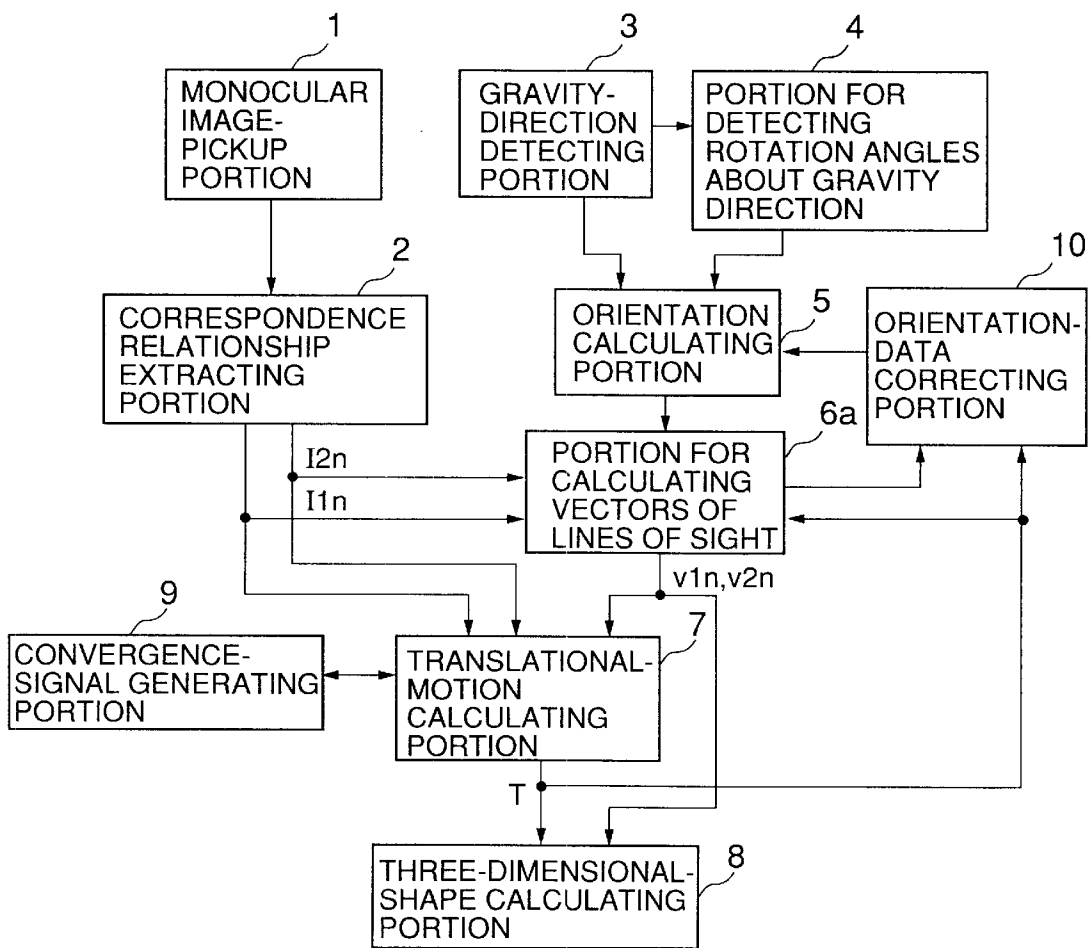 1
MONOCULAR
IMAGE-
PICKUP
PORTION
3
GRAVITY-
DIRECTION
DETECTING
PORTION
4
PORTION FOR
DETECTING
ROTATION ANGLES
ABOUT GRAVITY
DIRECTION
2
CORRESPONDENCE
RELATIONSHIP
EXTRACTING
PORTION
5
ORIENTATION
CALCULATING
PORTION
10
ORIENTATION-
DATA
CORRECTING
PORTION
6a
PORTION FOR
CALCULATING
VECTORS OF
LINES OF SIGHT
I2n
I1n
v1n,v2n
9
CONVERGENCE-
SIGNAL GENERATING
PORTION
7
TRANSLATIONAL-
MOTION
CALCULATING
PORTION
T
8
THREE-DIMENSIONAL-
SHAPE CALCULATING
PORTION